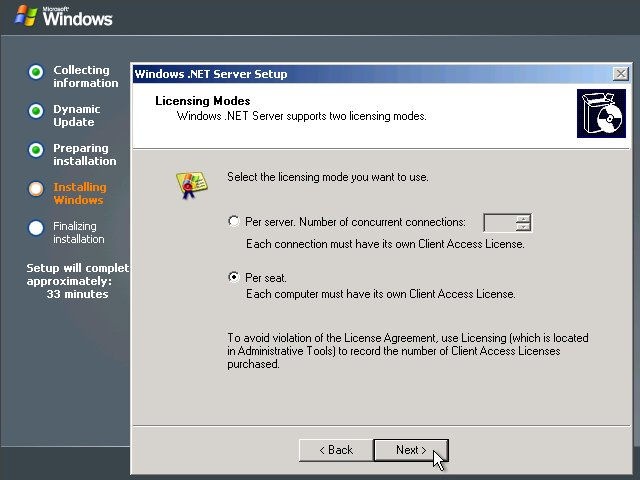 Microsoft
Windows
Collecting
information
Dynamic
Update
Preparing
installation
Installing
Windows
Finalizing
installation
Setup will complet
approximately:
33 minutes
Windows .NET Server Setup
Licensing Modes
Windows .NET Server supports two licensing modes.
Select the licensing mode you want to use.
Per server. Number of concurrent connections:
Each connection must have its own Client Access License.
Per seat.
Each computer must have its own Client Access License.
To avoid violation of the License Agreement, use Licensing (which is located
in Administrative Tools) to record the number of Client Access Licenses
purchased.
< Back
Next >